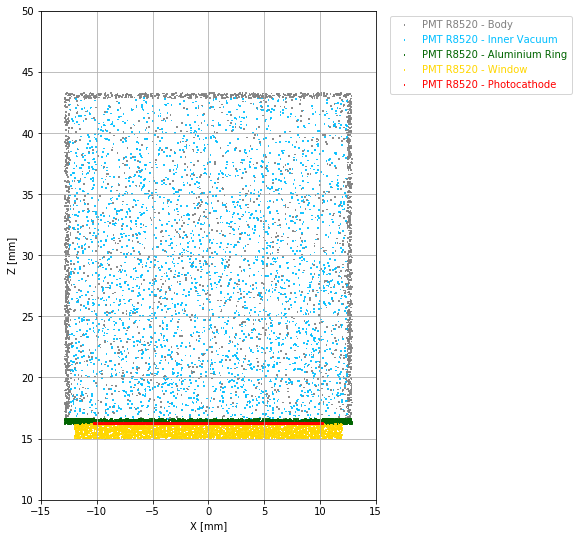 50
45
40
35
30
25
20
15
10
Z [mm]
−15
−10
−5
0
5
10
15
X [mm]
PMT R8520 - Body
PMT R8520 - Inner Vacuum
PMT R8520 - Aluminium Ring
PMT R8520 - Window
PMT R8520 - Photocathode